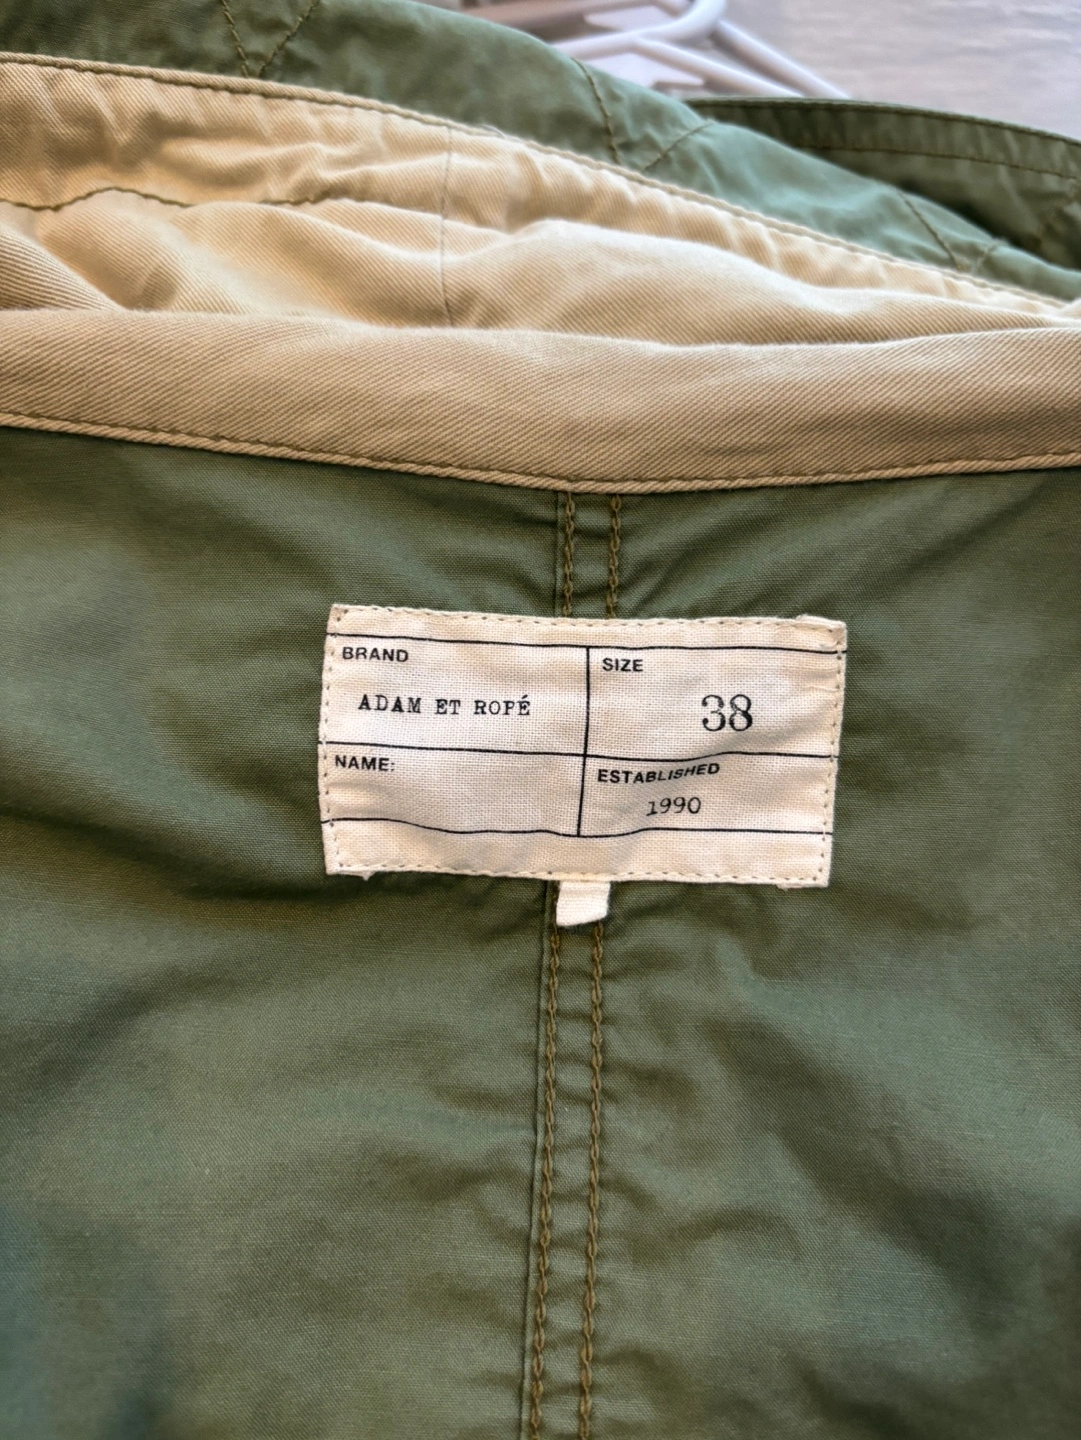 BRAND
ADAM ET ROPÉ
SIZE
38
NAME:
ESTABLISHED
1990